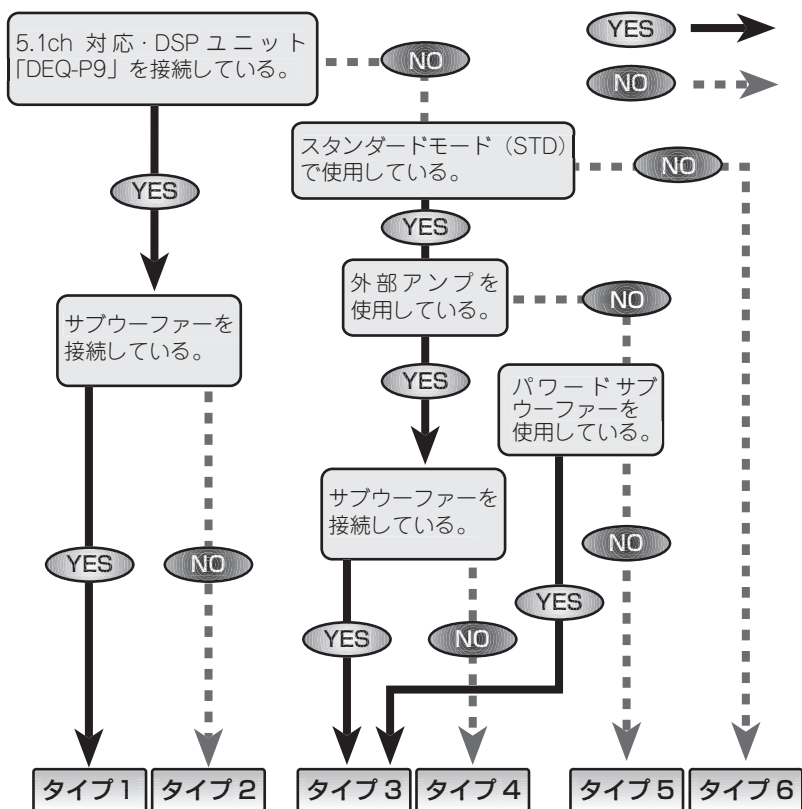 5.1ch 対応・DSP ユニット
「DEQ-P9」を接続している。
NO
YES
NO
スタンダードモード（STD）
で使用している。
NO
YES
YES
外部アンプを
使用している。
NO
サブウーファーを
接続している。
YES
パワードサブ
ウーファーを
使用している。
サブウーファーを
接続している。
YES
NO
NO
YES
YES
NO
タイプ 1
タイプ 2
タイプ 3
タイプ 4
タイプ 5
タイプ 6